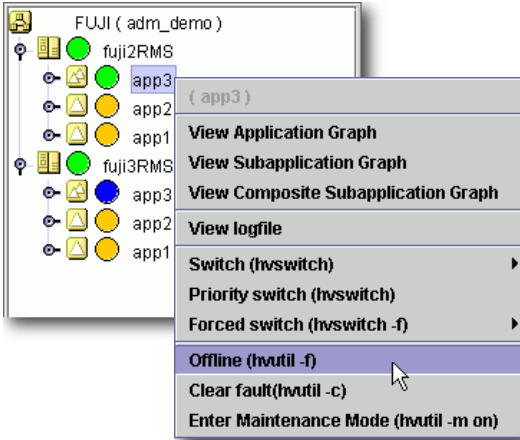 FUJI ( adm_demo )
fuji2RMS
app3
app2
app1
fuji3RMS
app3
app2
app1
( app3 )
View Application Graph
View Subapplication Graph
View Composite Subapplication Graph
View logfile
Switch (hvswitch)
Priority switch (hvswitch)
Forced switch (hvswitch -f)
Offline (hvutil -f)
Clear fault(hvutil -c)
Enter Maintenance Mode (hvutil -m on)